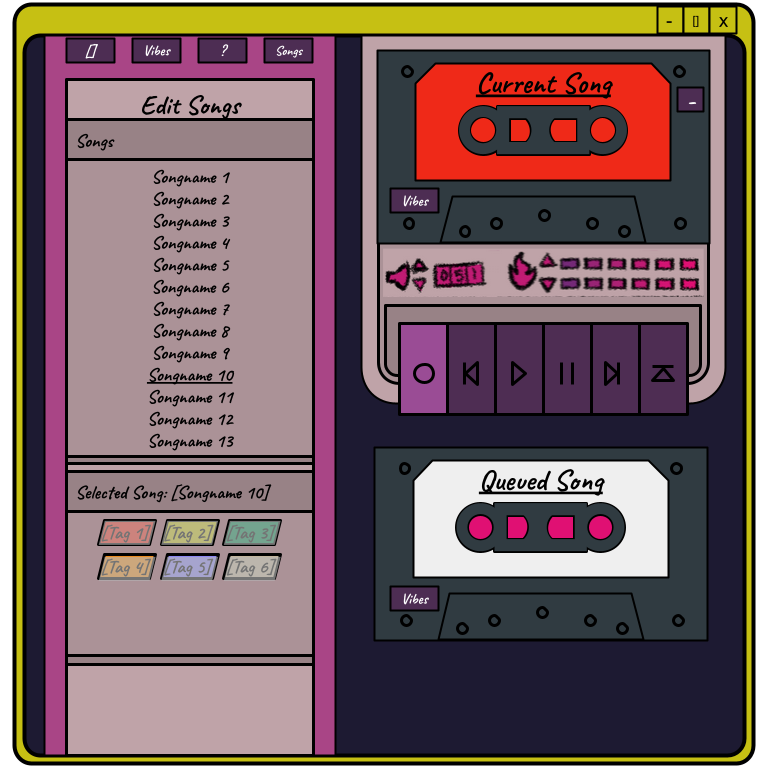 - x
Vibes ? Songs
Edit Songs
Songs
Songname 1
Songname 2
Songname 3
Songname 4
Songname 5
Songname 6
Songname 7
Songname 8
Songname 9
Songname 10
Songname 11
Songname 12
Songname 13
Selected Song: [Songname 10]
[Tag 1] [Tag 2] [Tag 3]
[Tag 4] [Tag 5] [Tag 6]
Current Song
-
Vibes
051
Queued Song
Vibes